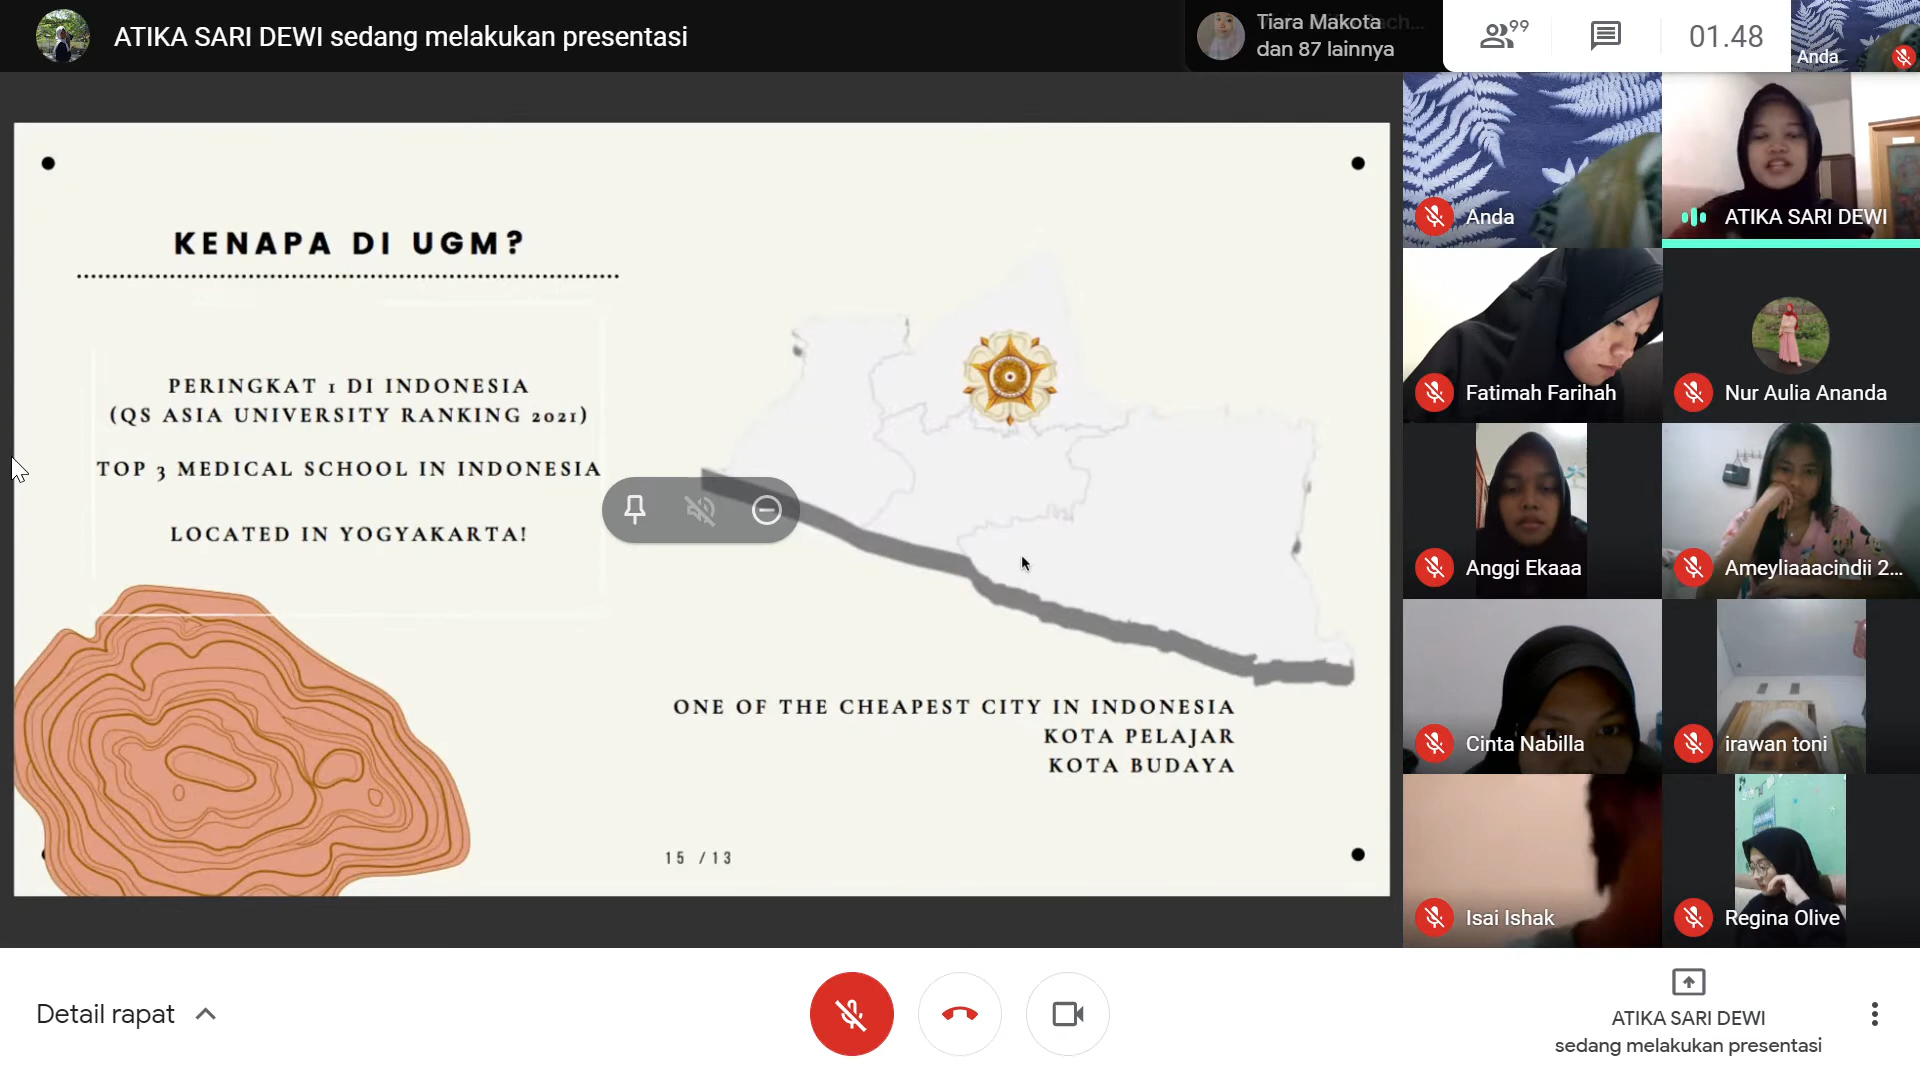 ATIKA SARI DEWI sedang melakukan presentasi
Tiara Makota
dan 87 lainnya
99
01.48
Anda
KENAPA DI UGM?
PERINGKAT 1 DI INDONESIA
(QS ASIA UNIVERSITY RANKING 2021)
TOP 3 MEDICAL SCHOOL IN INDONESIA
LOCATED IN YOGYAKARTA!
ONE OF THE CHEAPEST CITY IN INDONESIA
KOTA PELAJAR
KOTA BUDAYA
15 /13
Anda
ATIKA SARI DEWI
Fatimah Farihah
Nur Aulia Ananda
Anggi Ekaaa
Ameyliaaacindii 2...
Cinta Nabilla
irawan toni
Isai Ishak
Regina Olive
Detail rapat
ATIKA SARI DEWI
sedang melakukan presentasi